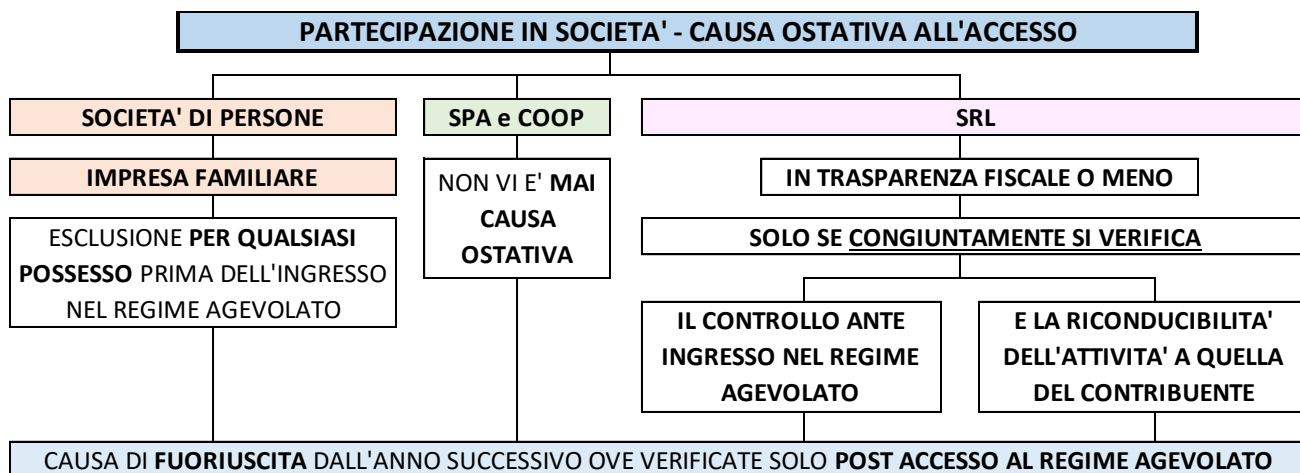 PARTECIPAZIONE IN SOCIETA' - CAUSA OSTATIVA ALL'ACCESSO
SOCIETA' DI PERSONE
IMPRESA FAMILIARE
ESCLUSIONE PER QUALSIASI
POSSESSO PRIMA DELL'INGRESSO
NEL REGIME AGEVOLATO
SPA e COOP
NON VI E' MAI
CAUSA
OSTATIVA
SRL
IN TRASPARENZA FISCALE O MENO
SOLO SE CONGIUNTAMENTE SI VERIFICA
IL CONTROLLO ANTE
INGRESSO NEL REGIME
AGEVOLATO
E LA RICONDUCIBILITA'
DELL'ATTIVITA' A QUELLA
DEL CONTRIBUENTE
CAUSA DI FUORIUSCITA DALL'ANNO SUCCESSIVO OVE VERIFICATE SOLO POST ACCESSO AL REGIME AGEVOLATO